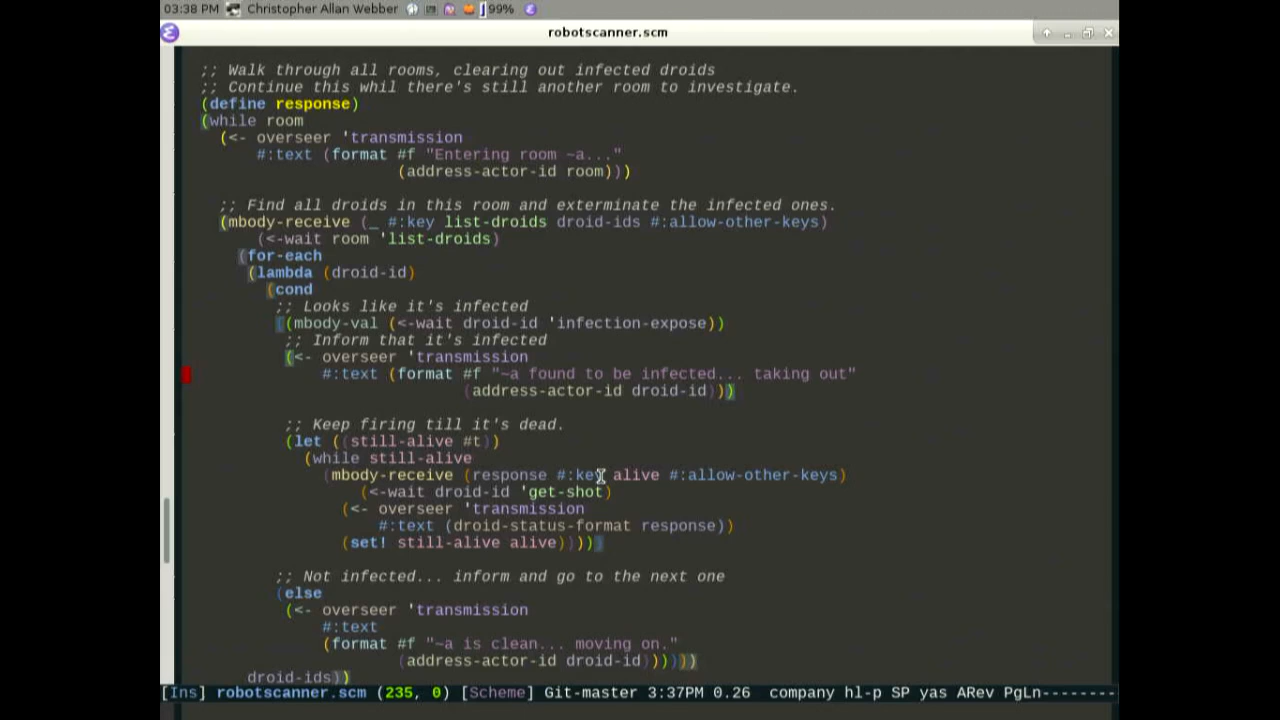 03:38 PM Christopher Allan Webber 99%
robotscanner.scm
;; Walk through all rooms, clearing out infected droids
;; Continue this whil there's still another room to investigate.
(define response)
(while room
(<- overseer 'transmission
#:text (format #f "Entering room ~a..."
(address-actor-id room)))
;; Find all droids in this room and exterminate the infected ones.
(mbody-receive (_ #:key list-droids droid-ids #:allow-other-keys)
(<-wait room 'list-droids)
(for-each
(lambda (droid-id)
(cond
;; Looks like it's infected
((mbody-val (<-wait droid-id 'infection-expose))
;; Inform that it's infected
(<- overseer 'transmission
#:text (format #f "~a found to be infected... taking out"
(address-actor-id droid-id)))
;; Keep firing till it's dead.
(let ((still-alive #t))
(while still-alive
(mbody-receive (response #:key alive #:allow-other-keys)
(<-wait droid-id 'get-shot)
(<- overseer 'transmission
#:text (droid-status-format response))
(set! still-alive alive)))))
;; Not infected... inform and go to the next one
(else
(<- overseer 'transmission
#:text
(format #f "~a is clean... moving on."
(address-actor-id droid-id))))))
droid-ids))
[Ins] robotscanner.scm (235, 0) [Scheme] Git-master 3:37PM 0.26 company hl-p SP yas ARev PgLn--------